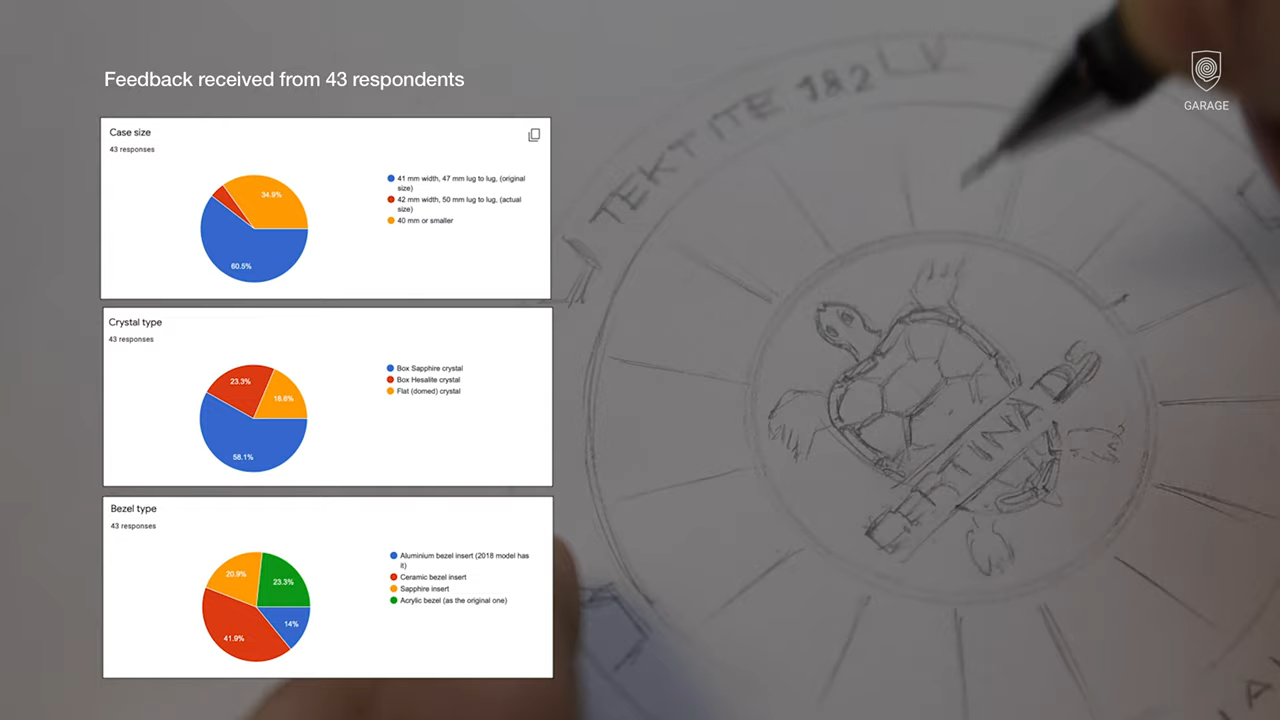 Feedback received from 43 respondents
GARAGE
Case size
43 responses
34.9%
60.5%
41 mm width, 47 mm lug to lug, (original
size)
42 mm width, 50 mm lug to lug, (actual
size)
40 mm or smaller
Crystal type
43 responses
23.3%
18.6%
58.1%
Box Sapphire crystal
Box Hesalite crystal
Flat (domed) crystal
Bezel type
43 responses
20.9%
23.3%
14%
41.9%
Aluminium bezel insert (2018 model has
it)
Ceramic bezel insert
Sapphire insert
Acrylic bezel (as the original one)
TEKTITE 1&2
TINA